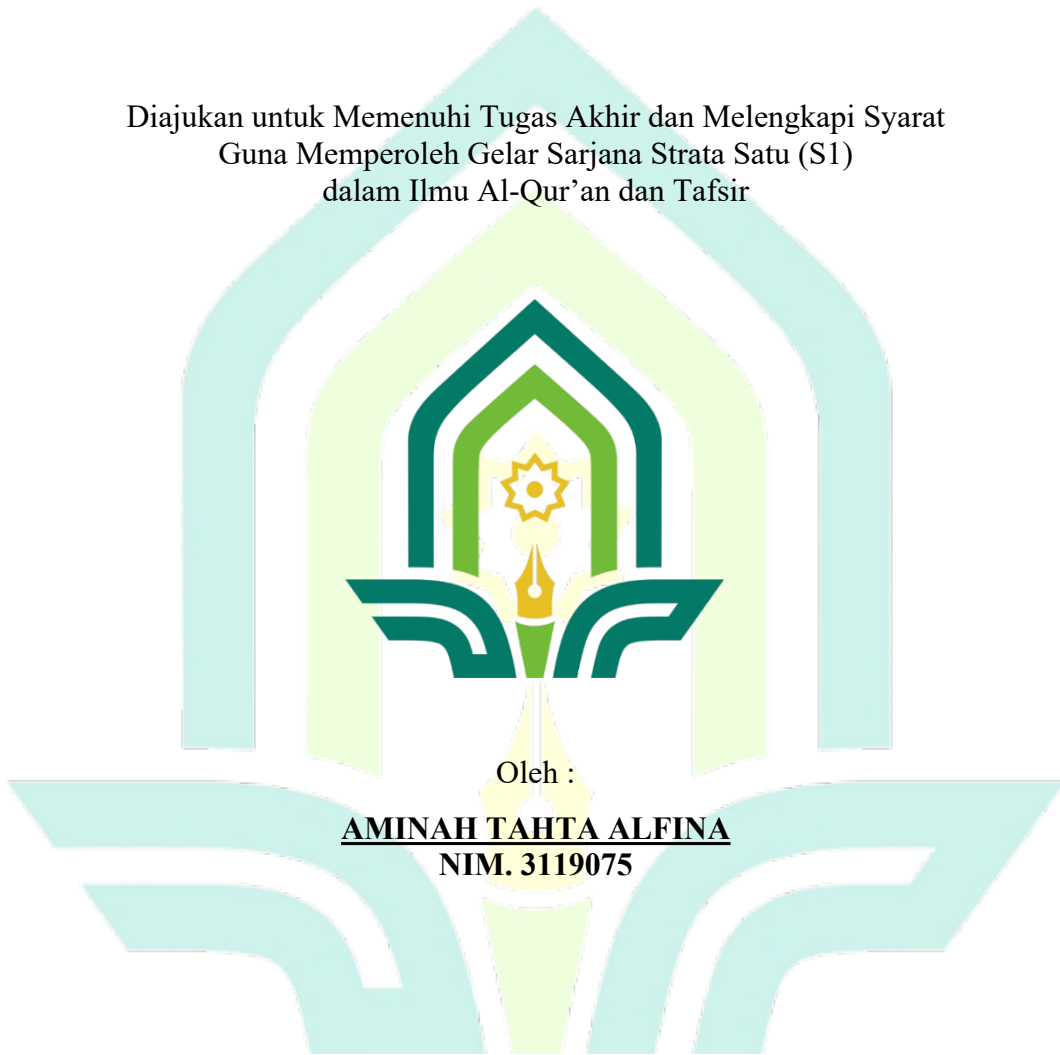 Diajukan untuk Memenuhi Tugas Akhir dan Melengkapi Syarat
Guna Memperoleh Gelar Sarjana Strata Satu (S1)
dalam Ilmu Al-Qur’an dan Tafsir
Oleh :
AMINAH TAHTA ALFINA
NIM. 3119075